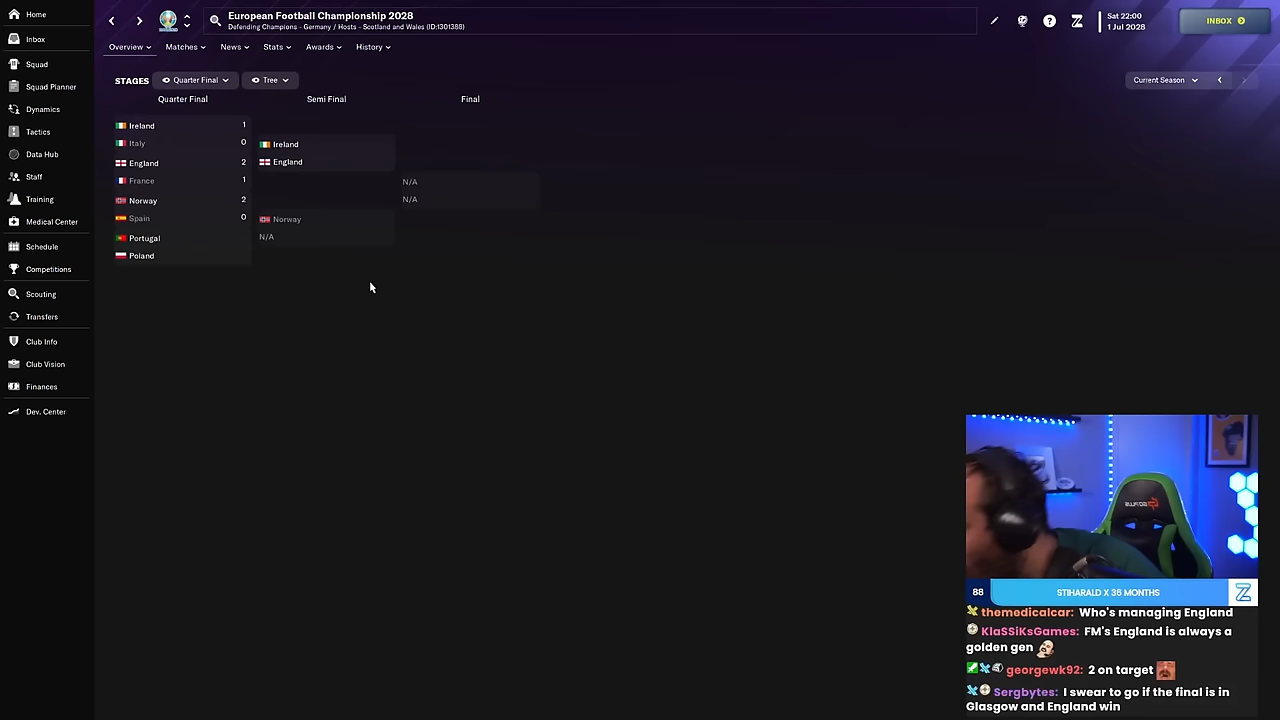 Home
Inbox
Squad
Squad Planner
Dynamics
Tactics
Data Hub
Staff
Training
Medical Center
Schedule
Competitions
Scouting
Transfers
Club Info
Club Vision
Finances
Dev. Center
European Football Championship 2028
Defending Champions - Germany / Hosts - Scotland and Wales (ID:1301388)
Sat 22:00
1 Jul 2028
INBOX
Overview
Matches
News
Stats
Awards
History
STAGES
Quarter Final
Tree
Current Season
Quarter Final
Semi Final
Final
Ireland 1
Italy 0
England 2
France 1
Norway 2
Spain 0
Portugal
Poland
Ireland
England
Norway
N/A
N/A
N/A
88
STIHARALD X 36 MONTHS
themedicalcar: Who's managing England
KlaSSiKsGames: FM's England is always a
golden gen
georgewk92: 2 on target
Sergbytes: I swear to go if the final is in
Glasgow and England win